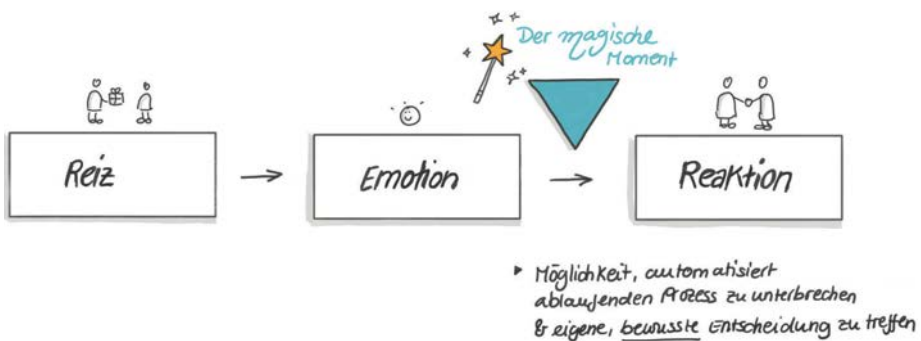 Der magische
Moment
Reiz
Emotion
Reaktion
Möglichkeit, automatisiert
ablaufenden Prozess zu unterbrechen
& eigene, bewusste Entscheidung zu treffen